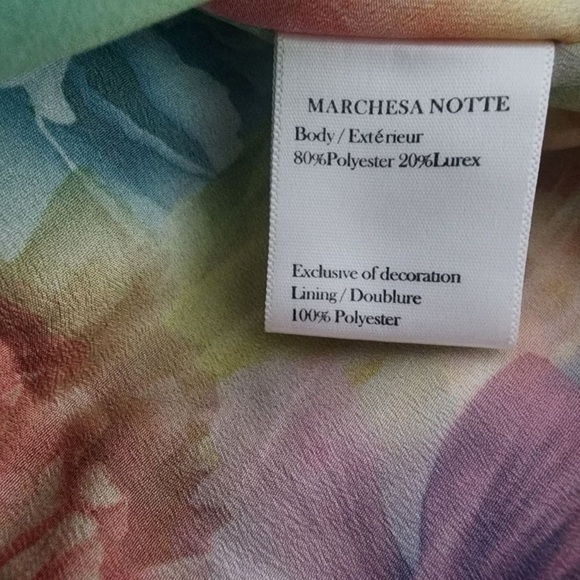 MARCHESA NOTTE
Body / Extérieur
80%Polyester 20%Lurex
Exclusive of decoration
Lining / Doublure
100% Polyester